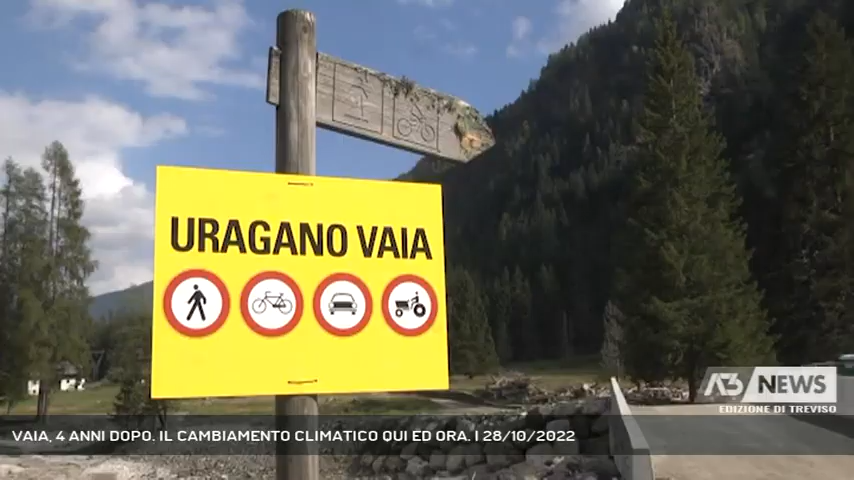 URAGANO VAIA
A3 NEWS
EDIZIONE DI TREVISO
VAIA, 4 ANNI DOPO. IL CAMBIAMENTO CLIMATICO QUI ED ORA. | 28/10/2022